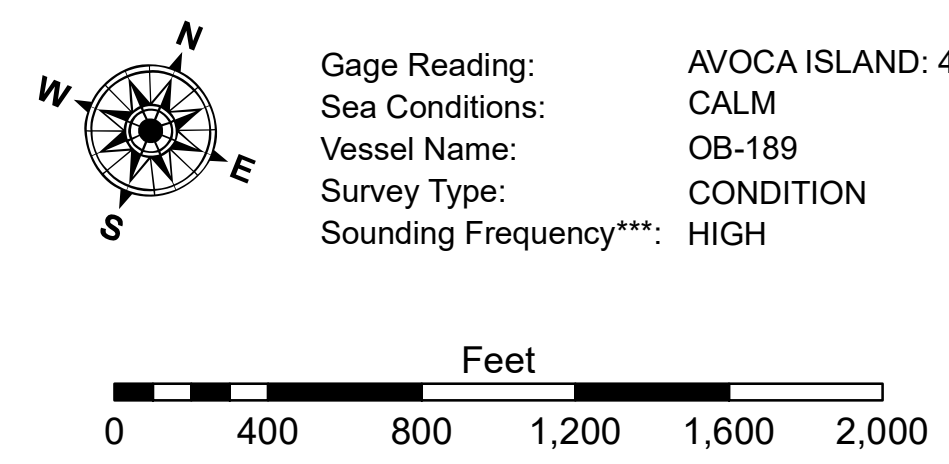 N
W
E
S
Gage Reading: AVOCA ISLAND: 4
Sea Conditions: CALM
Vessel Name: OB-189
Survey Type: CONDITION
Sounding Frequency***: HIGH
Feet
0 400 800 1,200 1,600 2,000